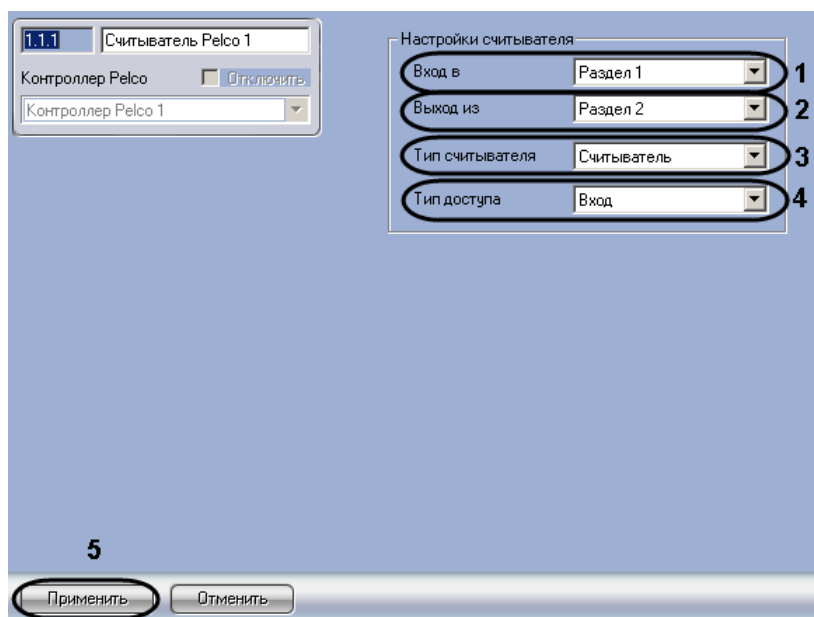 1.1.1 Считыватель Pelco 1
Контроллер Pelco Отключить
Контроллер Pelco 1
Настройки считывателя
Вход в Раздел 1 1
Выход из Раздел 2 2
Тип считывателя Считыватель 3
Тип доступа Вход 4
5
Применить Отменить